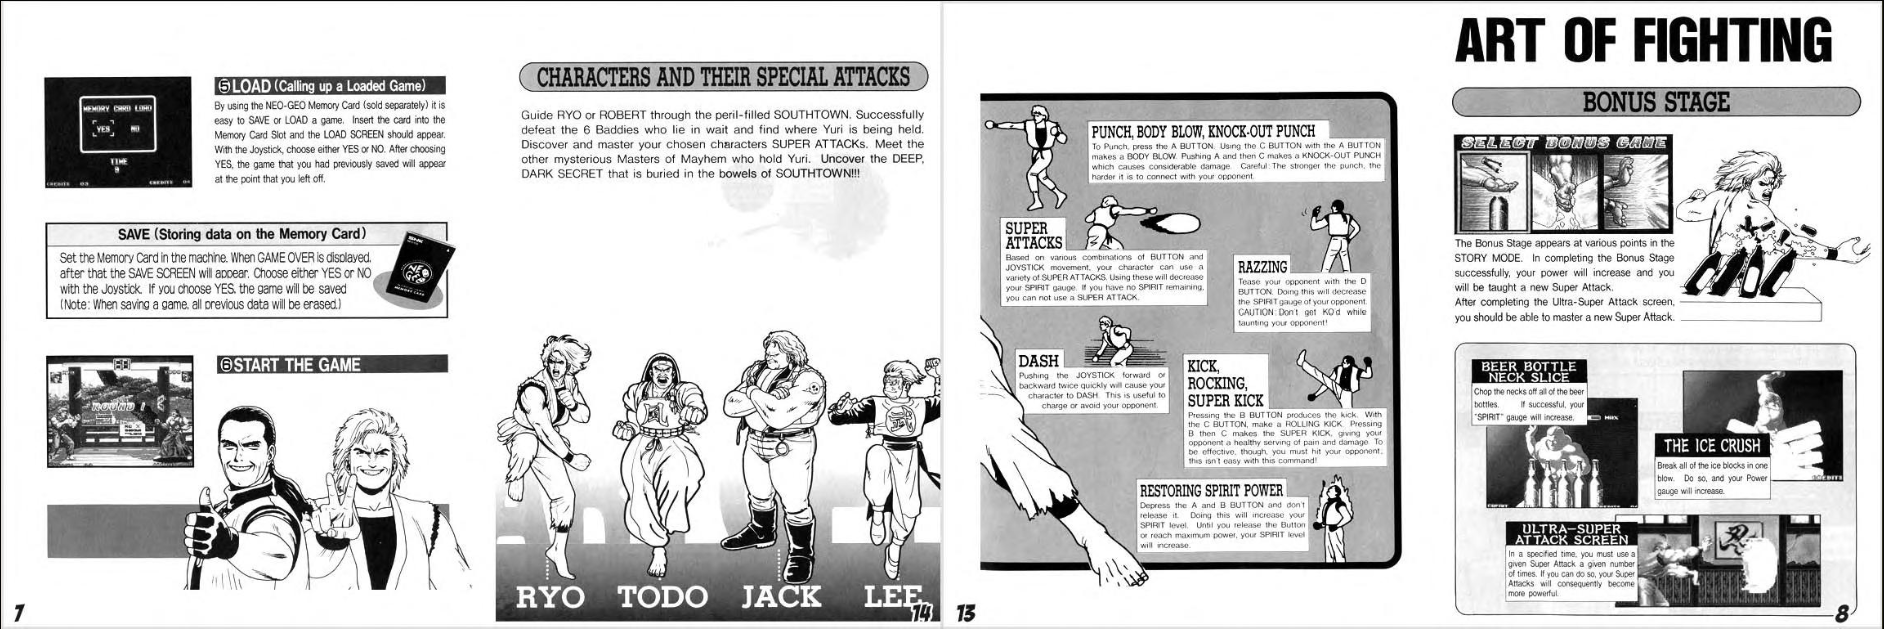 MEMORY CARD LOAD
YES NO
TIME
9
CREDITS 03 CREDITS 04
⑤LOAD (Calling up a Loaded Game)
By using the NEO-GEO Memory Card (sold separately) it is
easy to SAVE or LOAD a game. Insert the card into the
Memory Card Slot and the LOAD SCREEN should appear.
With the Joystick, choose either YES or NO. After choosing
YES, the game that you had previously saved will appear
at the point that you left off.
SAVE (Storing data on the Memory Card)
Set the Memory Card in the machine. When GAME OVER is displayed,
after that the SAVE SCREEN will appear. Choose either YES or NO
with the Joystick. If you choose YES, the game will be saved
(Note: When saving a game, all previous data will be erased.)
NEO
GEO
MEMORY CARD
⑥START THE GAME
ROUND 1
7
CHARACTERS AND THEIR SPECIAL ATTACKS
Guide RYO or ROBERT through the peril-filled SOUTHTOWN. Successfully
defeat the 6 Baddies who lie in wait and find where Yuri is being held.
Discover and master your chosen characters SUPER ATTACKs. Meet the
other mysterious Masters of Mayhem who hold Yuri. Uncover the DEEP,
DARK SECRET that is buried in the bowels of SOUTHTOWN!!!
RYO TODO JACK LEE
14
PUNCH, BODY BLOW, KNOCK-OUT PUNCH
To Punch, press the A BUTTON. Using the C BUTTON with the A BUTTON
makes a BODY BLOW. Pushing A and then C makes a KNOCK-OUT PUNCH
which causes considerable damage. Careful: The stronger the punch, the
harder it is to connect with your opponent.
SUPER
ATTACKS
Based on various combinations of BUTTON and
JOYSTICK movement, your character can use a
variety of SUPER ATTACKS. Using these will decrease
your SPIRIT gauge. If you have no SPIRIT remaining,
you can not use a SUPER ATTACK.
RAZZING
Tease your opponent with the D
BUTTON. Doing this will decrease
the SPIRIT gauge of your opponent.
CAUTION: Don't get KO'd while
taunting your opponent!
DASH
Pushing the JOYSTICK forward or
backward twice quickly will cause your
character to DASH. This is useful to
charge or avoid your opponent.
KICK,
ROCKING,
SUPER KICK
Pressing the B BUTTON produces the kick. With
the C BUTTON, make a ROLLING KICK. Pressing
B then C makes the SUPER KICK, giving your
opponent a healthy serving of pain and damage. To
be effective, though, you must hit your opponent,
this isn't easy with this command!
RESTORING SPIRIT POWER
Depress the A and B BUTTON and don't
release it. Doing this will increase your
SPIRIT level. Until you release the Button
or reach maximum power, your SPIRIT level
will increase.
13
ART OF FIGHTING
BONUS STAGE
SELECT BONUS GAME
The Bonus Stage appears at various points in the
STORY MODE. In completing the Bonus Stage
successfully, your power will increase and you
will be taught a new Super Attack.
After completing the Ultra-Super Attack screen,
you should be able to master a new Super Attack.
BEER BOTTLE
NECK SLICE
Chop the necks off all of the beer
bottles. If successful, your
"SPIRIT" gauge will increase.
MAX
THE ICE CRUSH
Break all of the ice blocks in one
blow. Do so, and your Power
gauge will increase.
CREDITS
ULTRA-SUPER
ATTACK SCREEN
In a specified time, you must use a
given Super Attack a given number
of times. If you can do so, your Super
Attacks will consequently become
more powerful.
忍
8